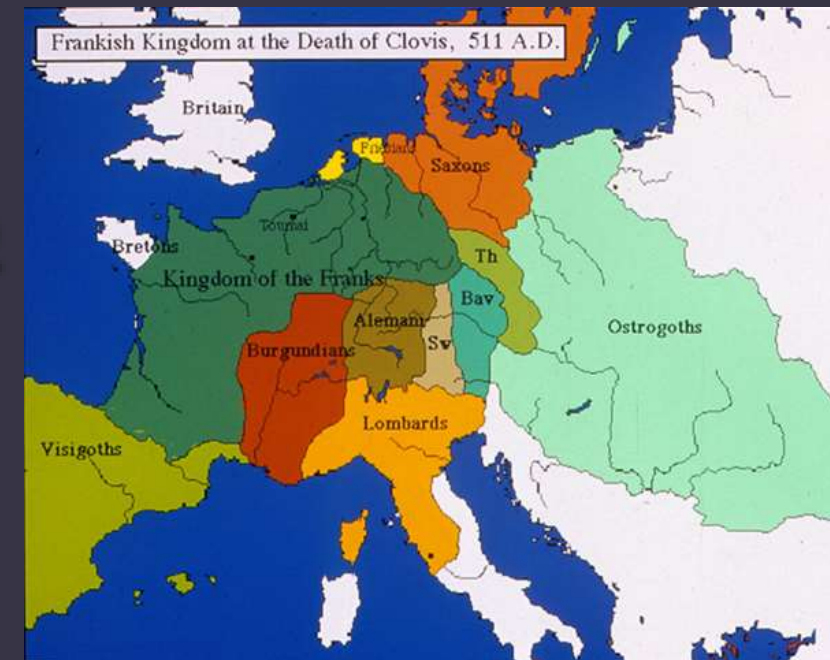 Frankish Kingdom at the Death of Clovis, 511 A.D.
Britain
Frisians
Saxons
Tournai
Bretons
Th
Kingdom of the Franks
Bav
Alemani
Ostrogoths
Burgundians
Sw
Lombards
Visigoths